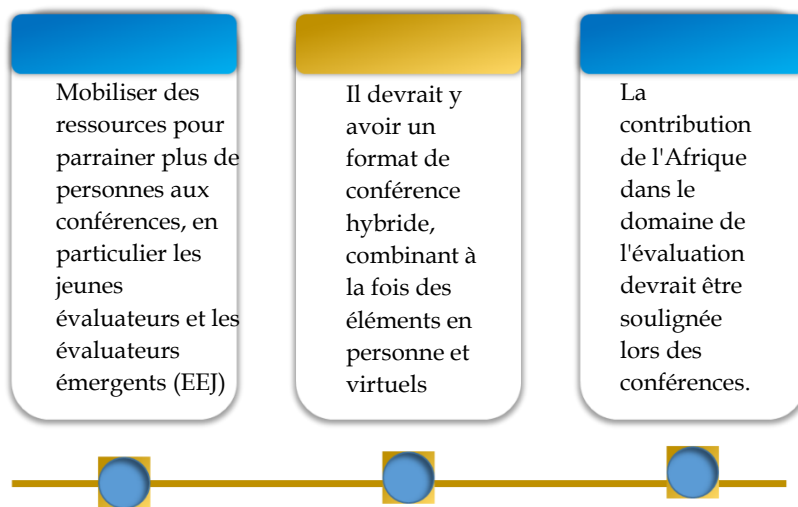 Mobiliser des
ressources pour
parrainer plus de
personnes aux
conférences, en
particulier les
jeunes
évaluateurs et les
évaluateurs
émergents (EEJ)
Il devrait y
avoir un
format de
conférence
hybride,
combinant à
la fois des
éléments en
personne et
virtuels
La
contribution
de l'Afrique
dans le
domaine de
l'évaluation
devrait être
soulignée
lors des
conférences.